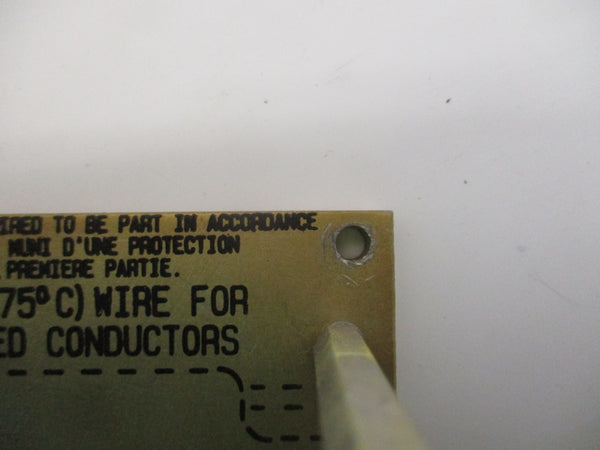 IRED TO BE PART IN ACCORDANCE
MUNI D'UNE PROTECTION
PREMIERE PARTIE.
75°C) WIRE FOR
ED CONDUCTORS